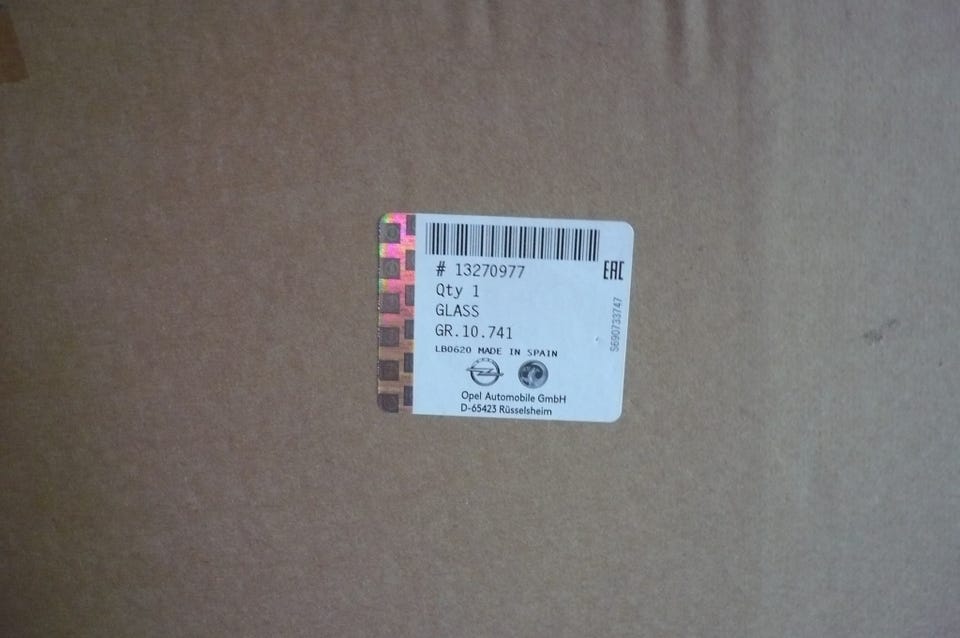 # 13270977
Qty 1
GLASS
GR.10.741
LB0620 MADE IN SPAIN
Opel Automobile GmbH
D-65423 Rüsselsheim
EAC
S690733747